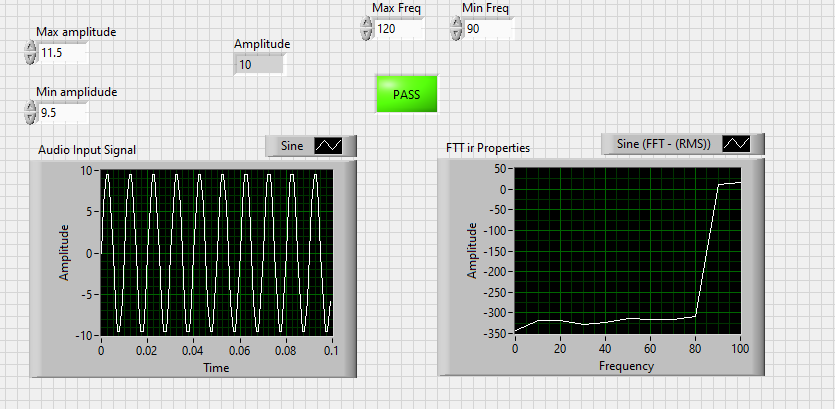 Max Freq
120
Min Freq
90
Max amplitude
11.5
Amplitude
10
Min amplidude
9.5
PASS
Audio Input Signal
Sine
10
5
0
-5
-10
Amplitude
0
0.02
0.04
0.06
0.08
0.1
Time
FTT ir Properties
Sine (FFT - (RMS))
50
0
-50
-100
-150
-200
-250
-300
-350
Amplitude
0
20
40
60
80
100
Frequency